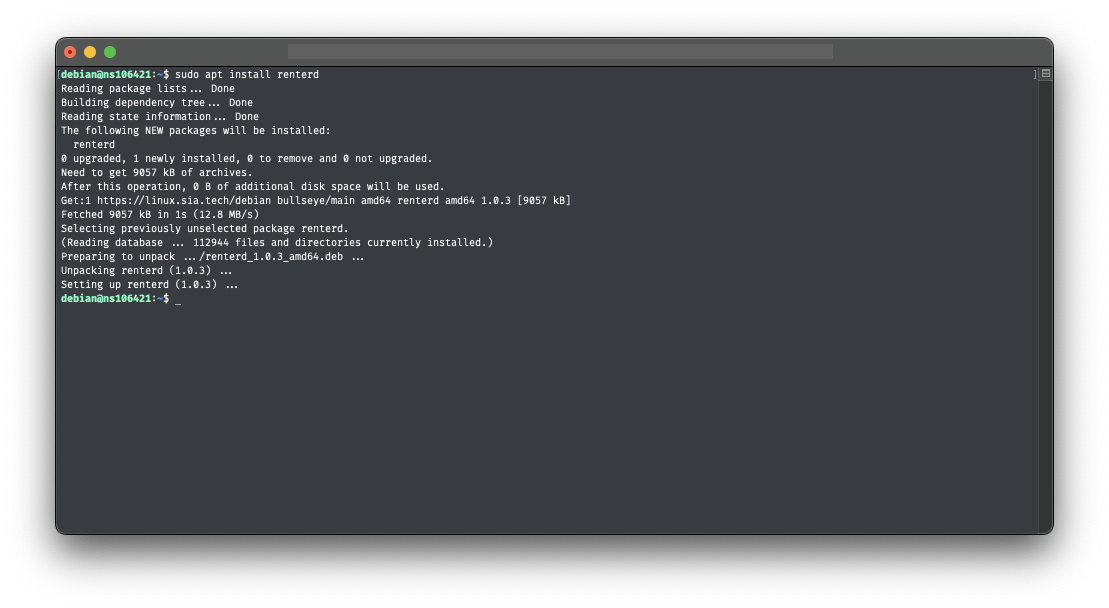 [debian@ns106421:~$ sudo apt install renterd ]
Reading package lists... Done
Building dependency tree... Done
Reading state information... Done
The following NEW packages will be installed:
  renterd
0 upgraded, 1 newly installed, 0 to remove and 0 not upgraded.
Need to get 9057 kB of archives.
After this operation, 0 B of additional disk space will be used.
Get:1 https://linux.sia.tech/debian bullseye/main amd64 renterd amd64 1.0.3 [9057 kB]
Fetched 9057 kB in 1s (12.8 MB/s)
Selecting previously unselected package renterd.
(Reading database ... 112944 files and directories currently installed.)
Preparing to unpack .../renterd_1.0.3_amd64.deb ...
Unpacking renterd (1.0.3) ...
Setting up renterd (1.0.3) ...
debian@ns106421:~$ _